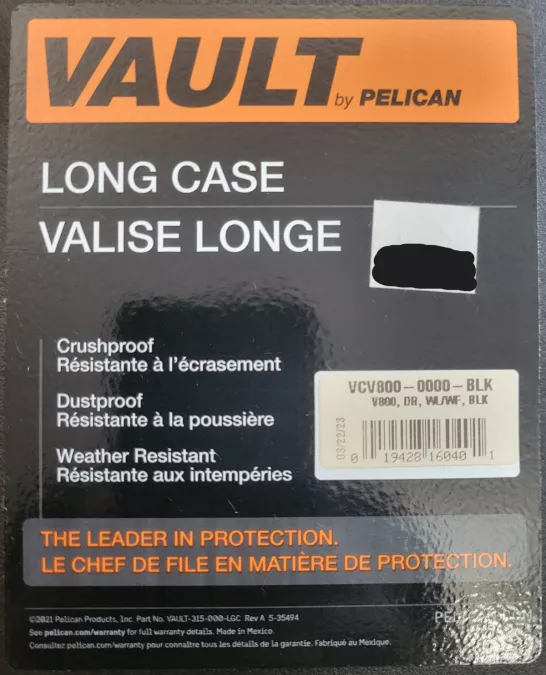 VAULT by PELICAN
LONG CASE
VALISE LONGE
Crushproof
Résistante à l'écrasement
Dustproof
Résistante à la poussière
Weather Resistant
Résistante aux intempéries
VCV800-0000-BLK
V800, DR, WL/WF, BLK
03/22/23
0 19428 16040 1
THE LEADER IN PROTECTION.
LE CHEF DE FILE EN MATIÈRE DE PROTECTION.
©2021 Pelican Products, Inc. Part No. VAULT-315-000-LGC Rev A 5-35494
See pelican.com/warranty for full warranty details. Made in Mexico.
Consultez pelican.com/warranty pour connaître tous les détails de la garantie. Fabriqué au Mexique.